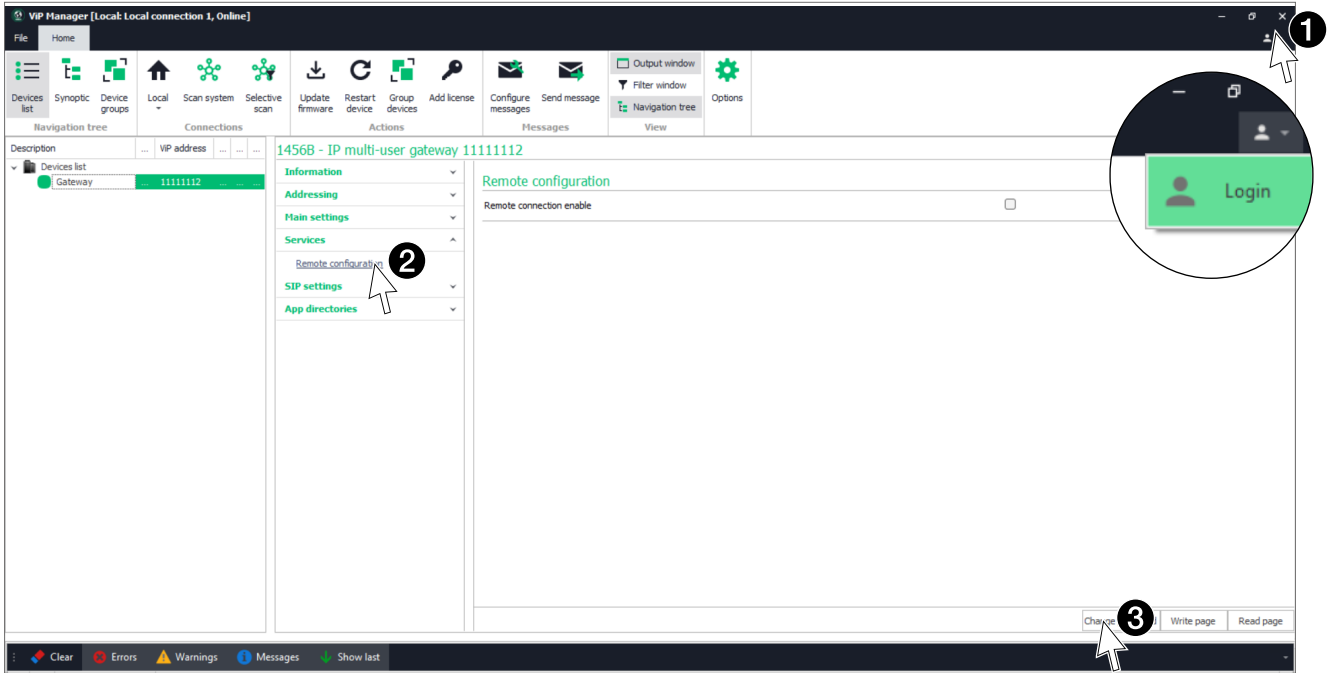 ViP Manager [Local: Local connection 1, Online]
1
File Home
Devices list
Synoptic
Device groups
Local
Scan system
Selective scan
Update firmware
Restart device
Group devices
Add license
Configure messages
Send message
Output window
Filter window
Navigation tree
Options
Navigation tree
Connections
Actions
Messages
View
Login
Description ... ViP address ... ... ...
Devices list
Gateway ... 11111112 ... ... ...
1456B - IP multi-user gateway 11111112
Information
Addressing
Main settings
Services
Remote configuration
2
SIP settings
App directories
Remote configuration
Remote connection enable
3
Write page
Read page
Clear Errors Warnings Messages Show last